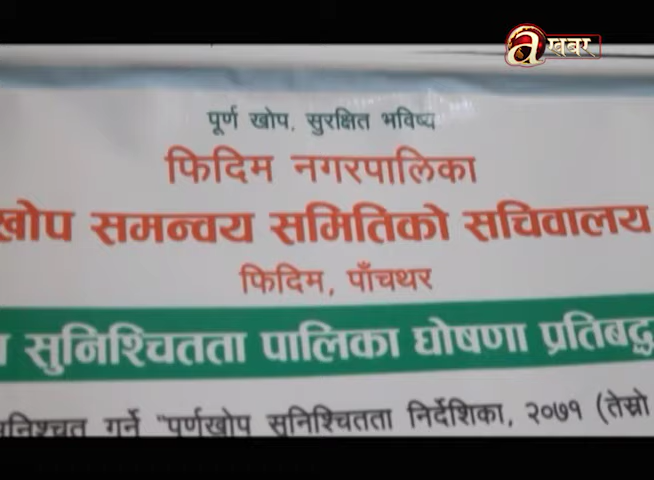 a खबर
पूर्ण खोप, सुरक्षित भविष्य
फिदिम नगरपालिका
खोप समन्वय समितिको सचिवालय
फिदिम, पाँचथर
सुनिश्चितता पालिका घोषणा प्रतिबद्ध
गर्ने "पूर्णखोप सुनिश्चितता निर्देशिका, २०७१ (तेस्रो